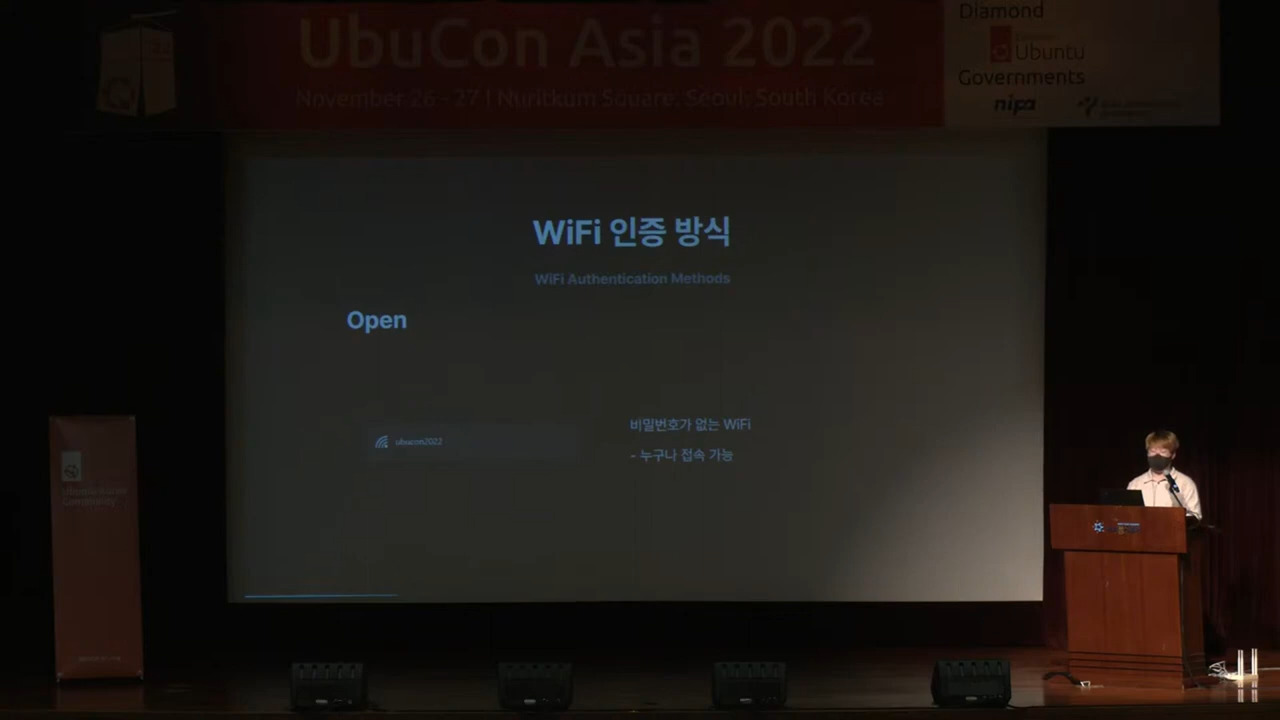 UbuCon Asia 2022
November 26 - 27 | Nuritkum Square, Seoul, South Korea
Diamond
Ubuntu
Governments
nipa
WiFi 인증 방식
WiFi Authentication Methods
Open
ubucon2022
비밀번호가 없는 WiFi
- 누구나 접속 가능